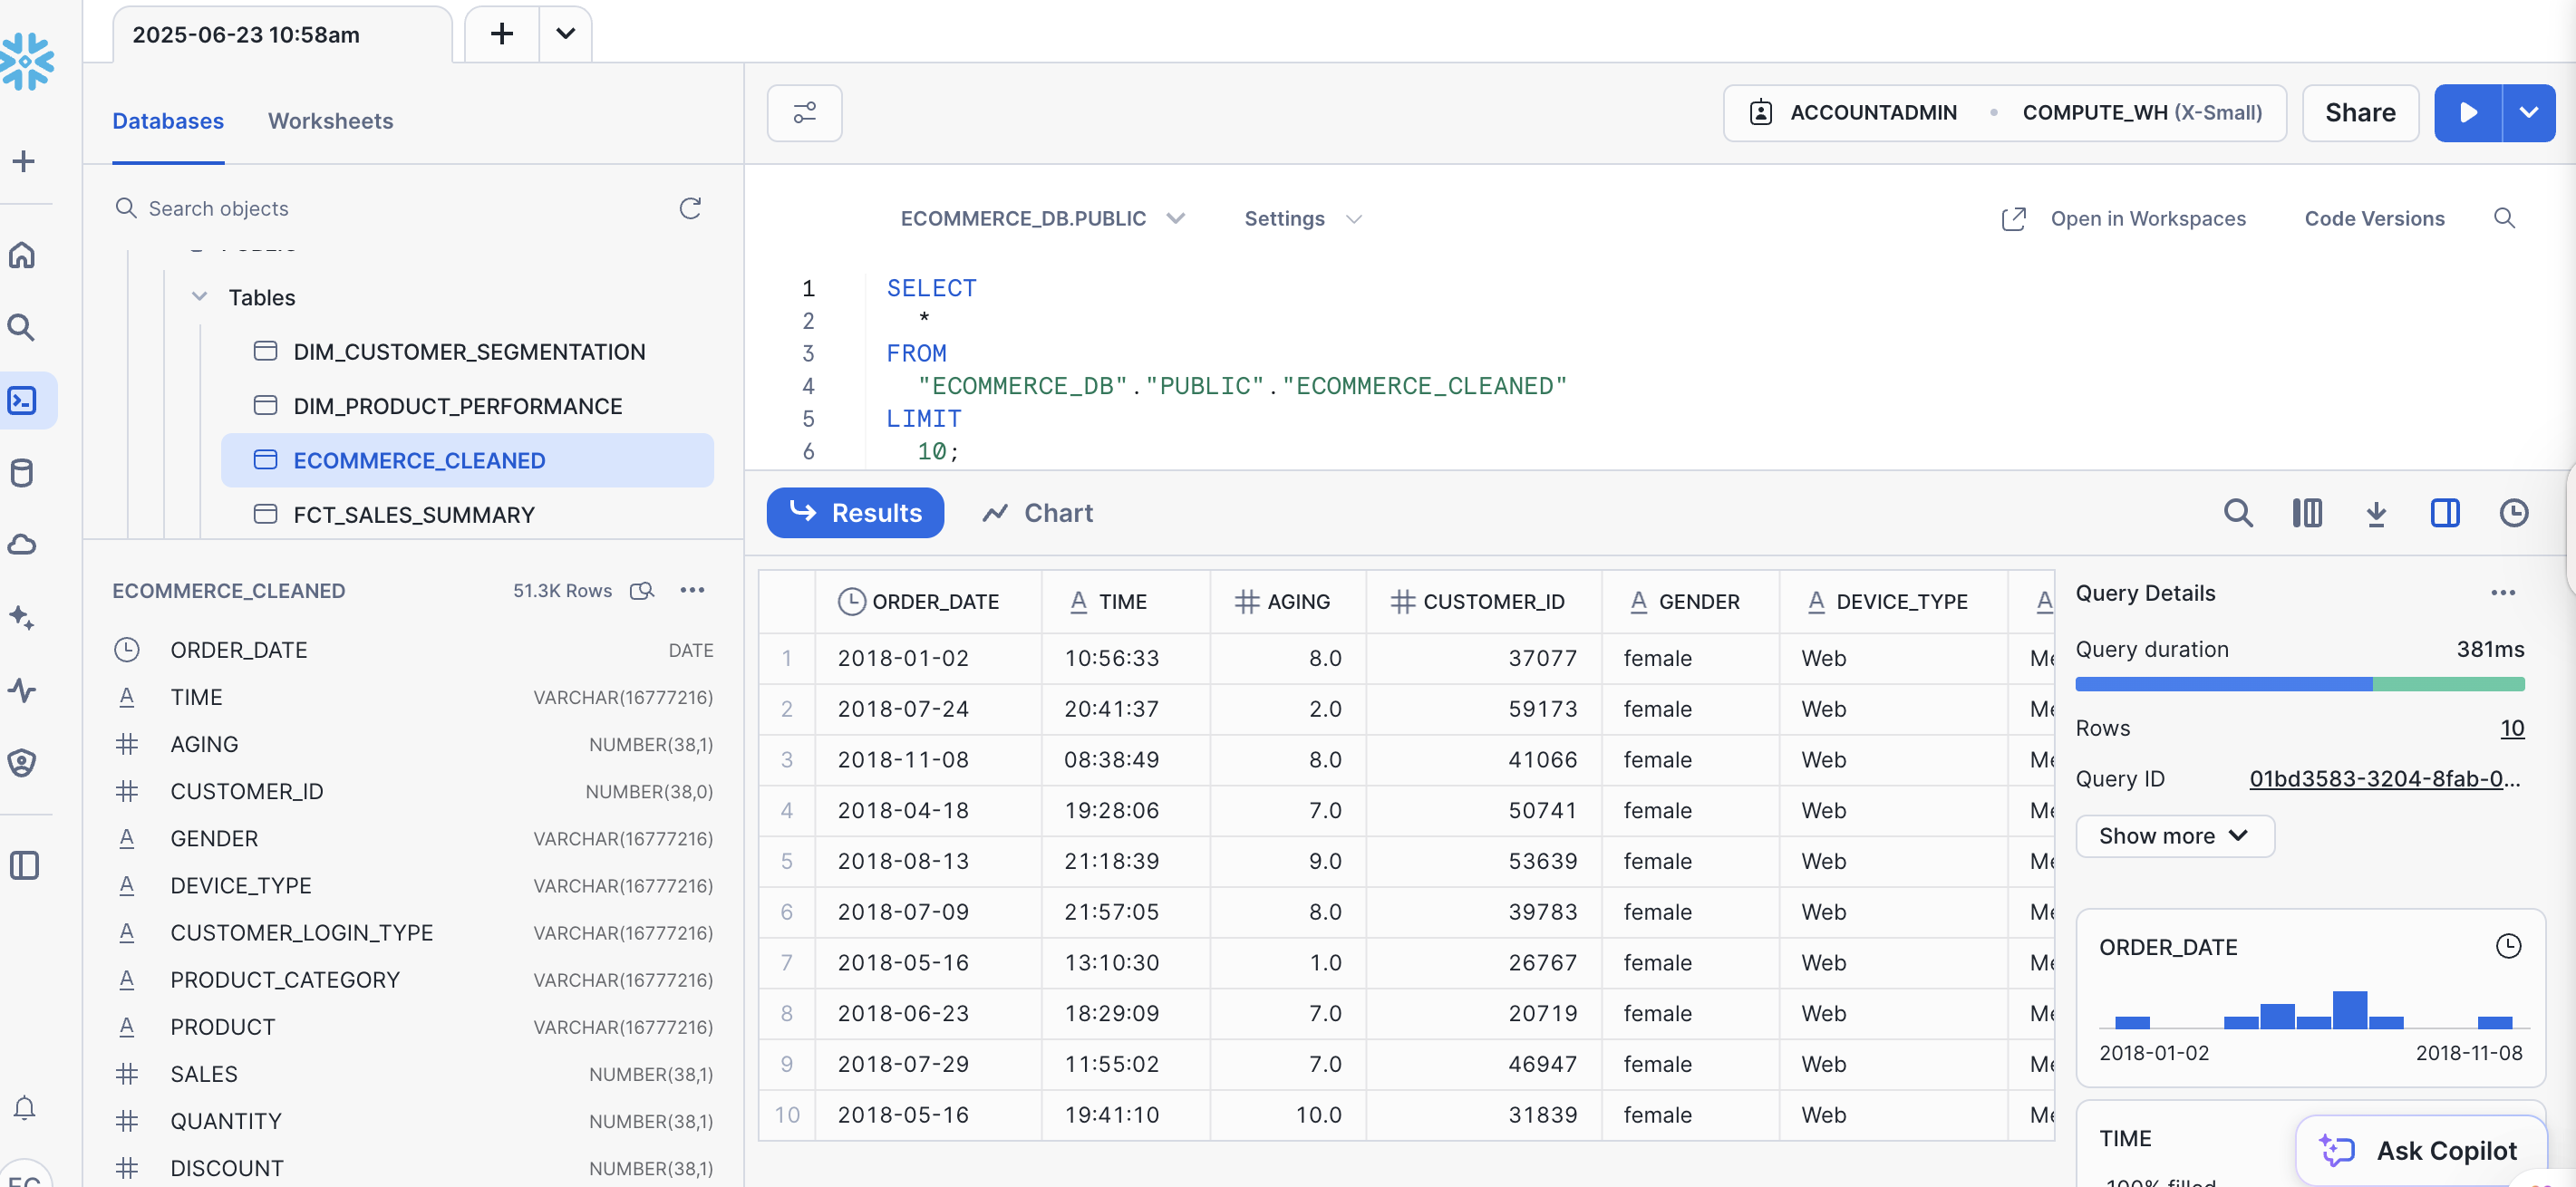 2025-06-23 10:58am
Databases
Worksheets
Search objects
Tables
DIM_CUSTOMER_SEGMENTATION
DIM_PRODUCT_PERFORMANCE
ECOMMERCE_CLEANED
FCT_SALES_SUMMARY
ECOMMERCE_CLEANED 51.3K Rows
ORDER_DATE DATE
TIME VARCHAR(16777216)
AGING NUMBER(38,1)
CUSTOMER_ID NUMBER(38,0)
GENDER VARCHAR(16777216)
DEVICE_TYPE VARCHAR(16777216)
CUSTOMER_LOGIN_TYPE VARCHAR(16777216)
PRODUCT_CATEGORY VARCHAR(16777216)
PRODUCT VARCHAR(16777216)
SALES NUMBER(38,1)
QUANTITY NUMBER(38,1)
DISCOUNT NUMBER(38,1)
ACCOUNTADMIN • COMPUTE_WH (X-Small)
Share
ECOMMERCE_DB.PUBLIC
Settings
Open in Workspaces
Code Versions
1 SELECT
2 *
3 FROM
4 "ECOMMERCE_DB"."PUBLIC"."ECOMMERCE_CLEANED"
5 LIMIT
6 10;
Results
Chart
ORDER_DATE TIME AGING CUSTOMER_ID GENDER DEVICE_TYPE
1 2018-01-02 10:56:33 8.0 37077 female Web
2 2018-07-24 20:41:37 2.0 59173 female Web
3 2018-11-08 08:38:49 8.0 41066 female Web
4 2018-04-18 19:28:06 7.0 50741 female Web
5 2018-08-13 21:18:39 9.0 53639 female Web
6 2018-07-09 21:57:05 8.0 39783 female Web
7 2018-05-16 13:10:30 1.0 26767 female Web
8 2018-06-23 18:29:09 7.0 20719 female Web
9 2018-07-29 11:55:02 7.0 46947 female Web
10 2018-05-16 19:41:10 10.0 31839 female Web
Query Details
Query duration 381ms
Rows 10
Query ID 01bd3583-3204-8fab-0...
Show more
ORDER_DATE
2018-01-02 2018-11-08
TIME
Ask Copilot